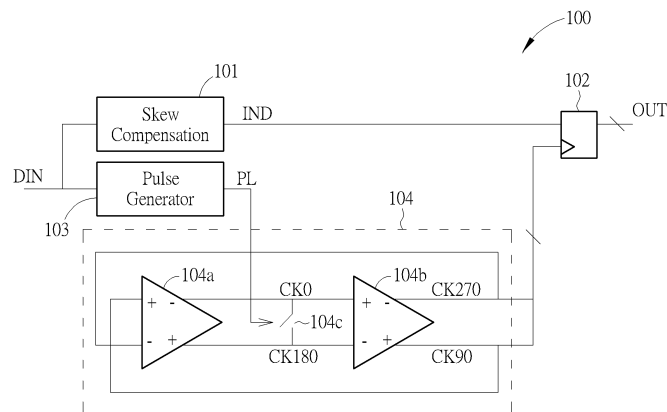 100
101
102
Skew
Compensation
IND
OUT
DIN
Pulse
Generator
PL
103
104
104a
104b
+ -
- +
CK0
104c
CK180
+ -
- +
CK270
CK90